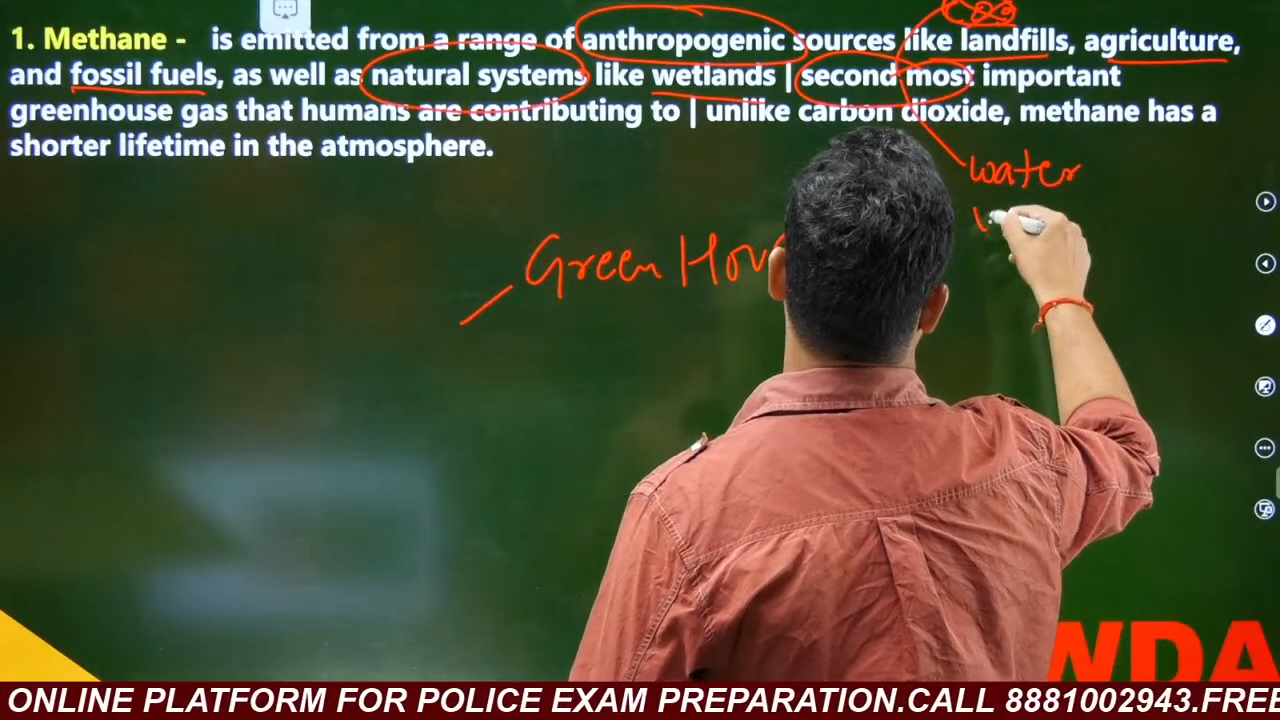 1. Methane - is emitted from a range of anthropogenic sources like landfills, agriculture,
and fossil fuels, as well as natural systems like wetlands | second most important
greenhouse gas that humans are contributing to | unlike carbon dioxide, methane has a
shorter lifetime in the atmosphere.
water
Green Hou
WDA
ONLINE PLATFORM FOR POLICE EXAM PREPARATION.CALL 8881002943.FREE